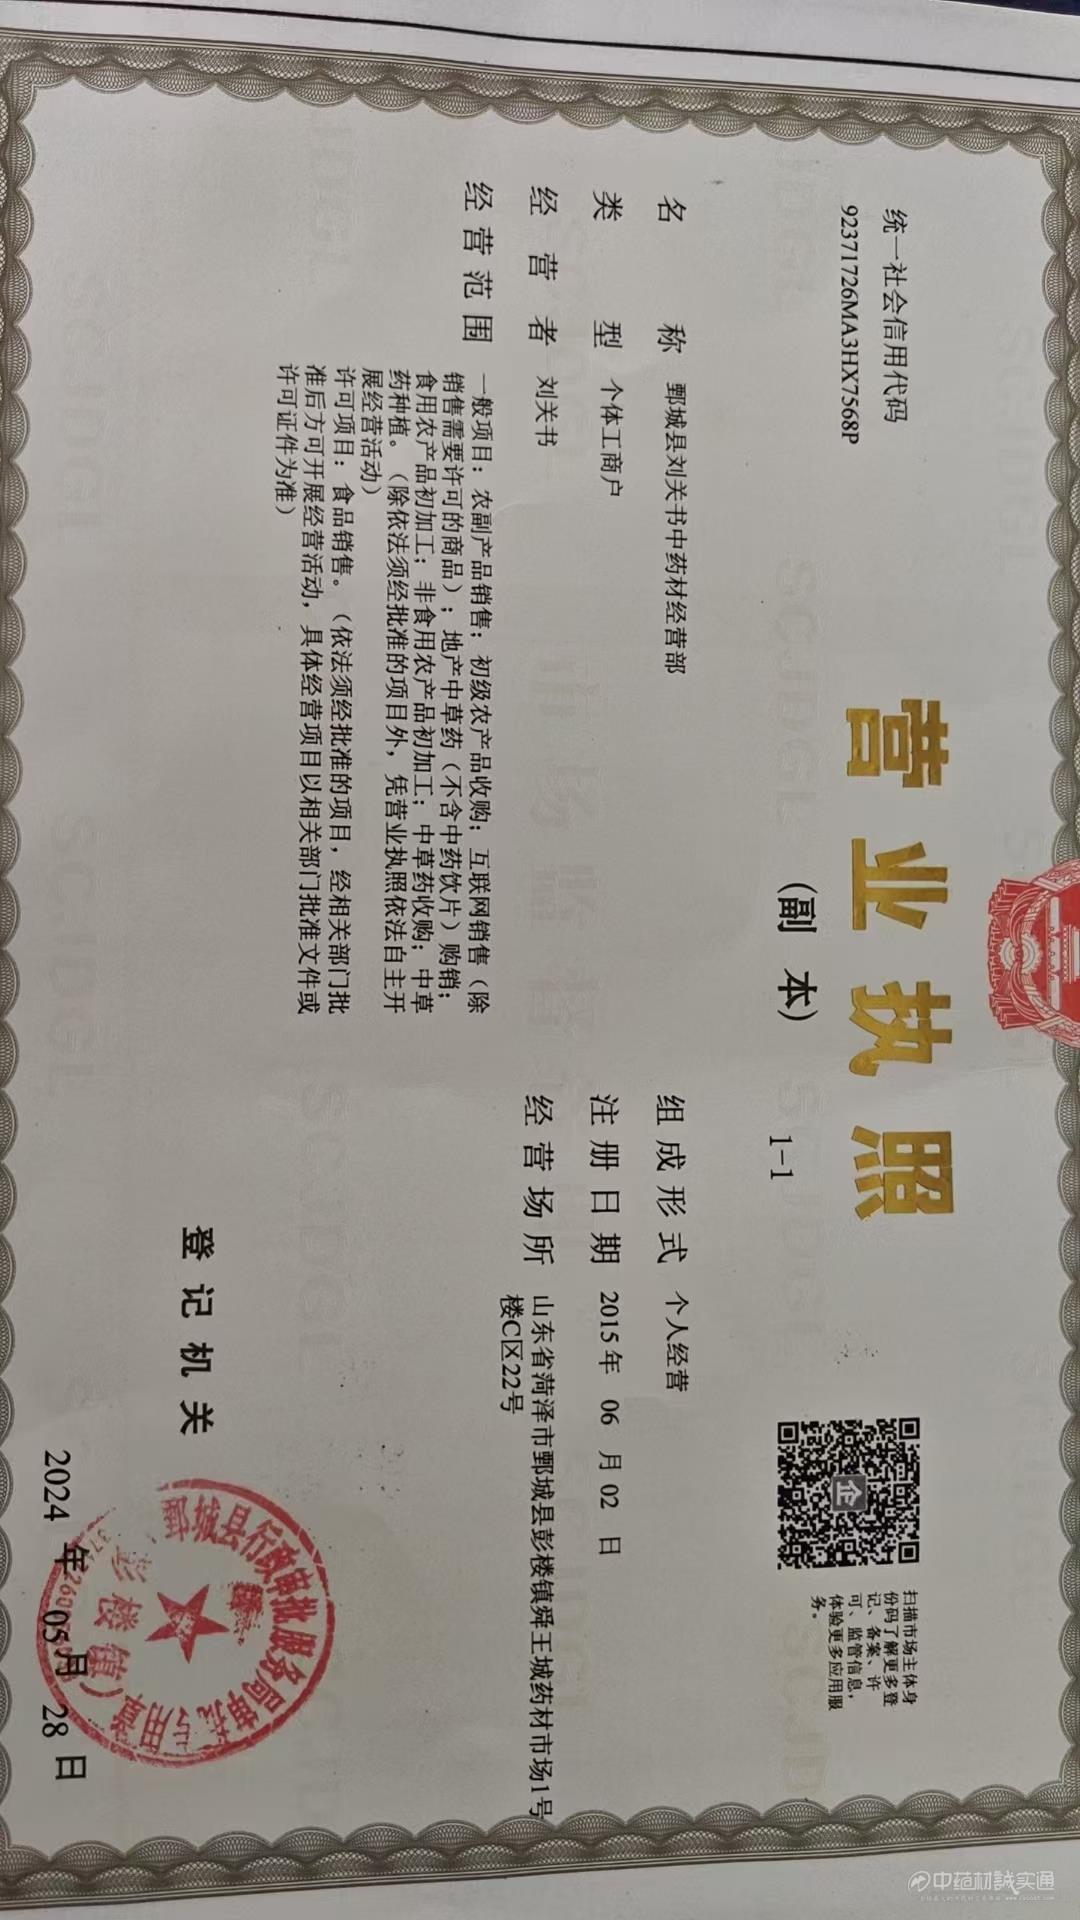 统一社会信用代码
92371726MA3HX7568P
营业执照
(副 本)
1-1
扫描市场主体身
份码了解更多登
记、备案、许
可、监管信息，
体验更多应用服
务。
名 称 鄄城县刘关书中药材经营部
类 型 个体工商户
经 营 者 刘关书
经 营 范 围 一般项目：农副产品销售；初级农产品收购；互联网销售（除
销售需要许可的商品）；地产中草药（不含中药饮片）购销；
食用农产品初加工；非食用农产品初加工；中草药收购；中草
药种植。（除依法须经批准的项目外，凭营业执照依法自主开
展经营活动）
许可项目：食品销售。（依法须经批准的项目，经相关部门批
准后方可开展经营活动，具体经营项目以相关部门批准文件或
许可证件为准）
组 成 形 式 个人经营
注 册 日 期 2015 年 06 月 02 日
经 营 场 所 山东省菏泽市鄄城县彭楼镇舜王城药材市场1号
楼C区22号
登 记 机 关
鄄城县行政审批服务局
彭楼镇
2024 年 05 月 28 日
中药材誠实通